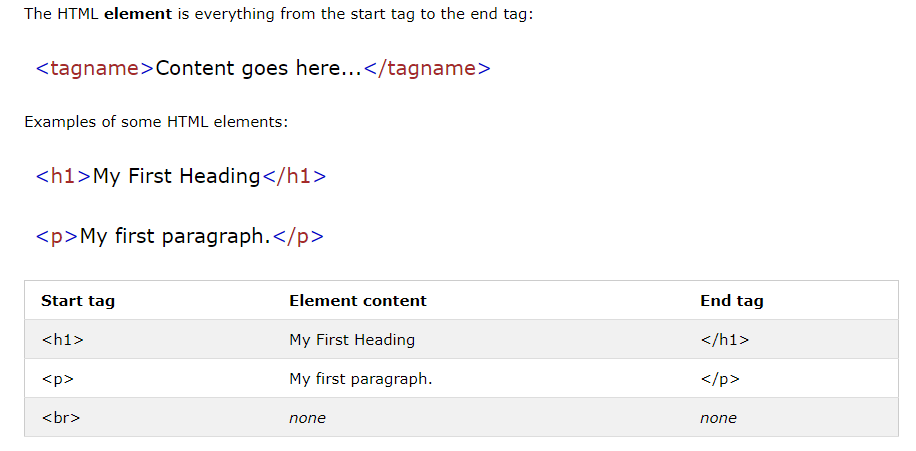 The HTML element is everything from the start tag to the end tag:
<tagname>Content goes here...</tagname>
Examples of some HTML elements:
<h1>My First Heading</h1>
<p>My first paragraph.</p>
Start tag Element content End tag
<h1> My First Heading </h1>
<p> My first paragraph. </p>
<br> none none